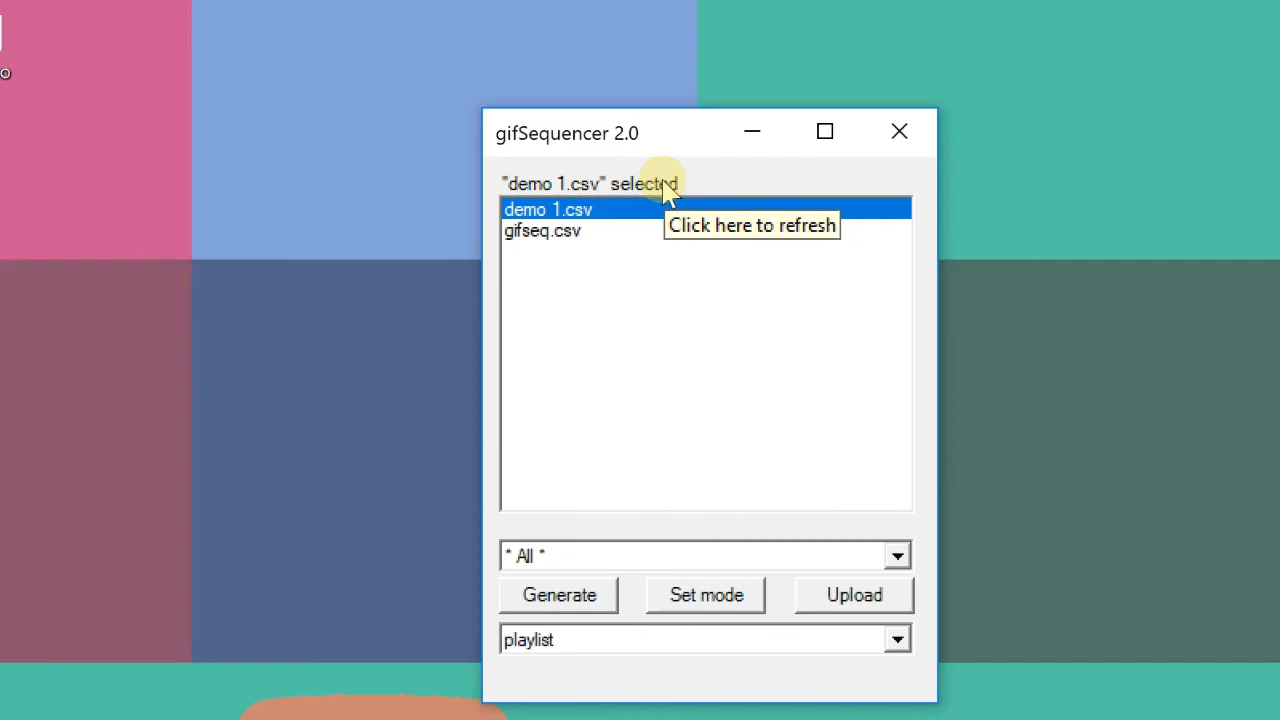 o
gifSequencer 2.0
"demo 1.csv" selected
demo 1.csv
Click here to refresh
gifseq.csv
* All *
Generate Set mode Upload
playlist